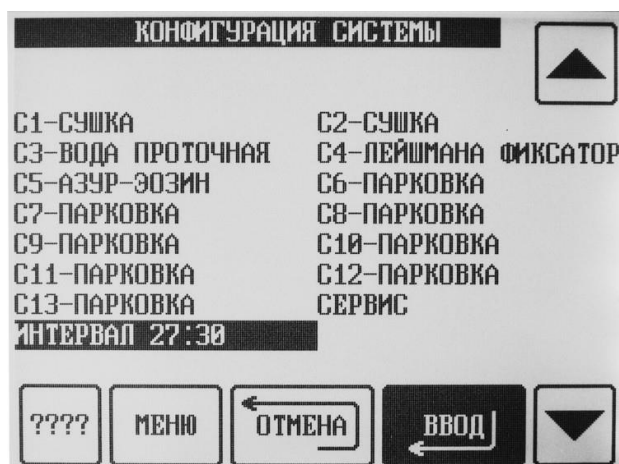 КОНФИГУРАЦИЯ СИСТЕМЫ
С1-СУШКА С2-СУШКА
С3-ВОДА ПРОТОЧНАЯ С4-ЛЕЙШМАНА ФИКСАТОР
С5-АЗУР-ЭОЗИН С6-ПАРКОВКА
С7-ПАРКОВКА С8-ПАРКОВКА
С9-ПАРКОВКА С10-ПАРКОВКА
С11-ПАРКОВКА С12-ПАРКОВКА
С13-ПАРКОВКА СЕРВИС
ИНТЕРВАЛ 27:30
???? МЕНЮ ОТМЕНА ВВОД